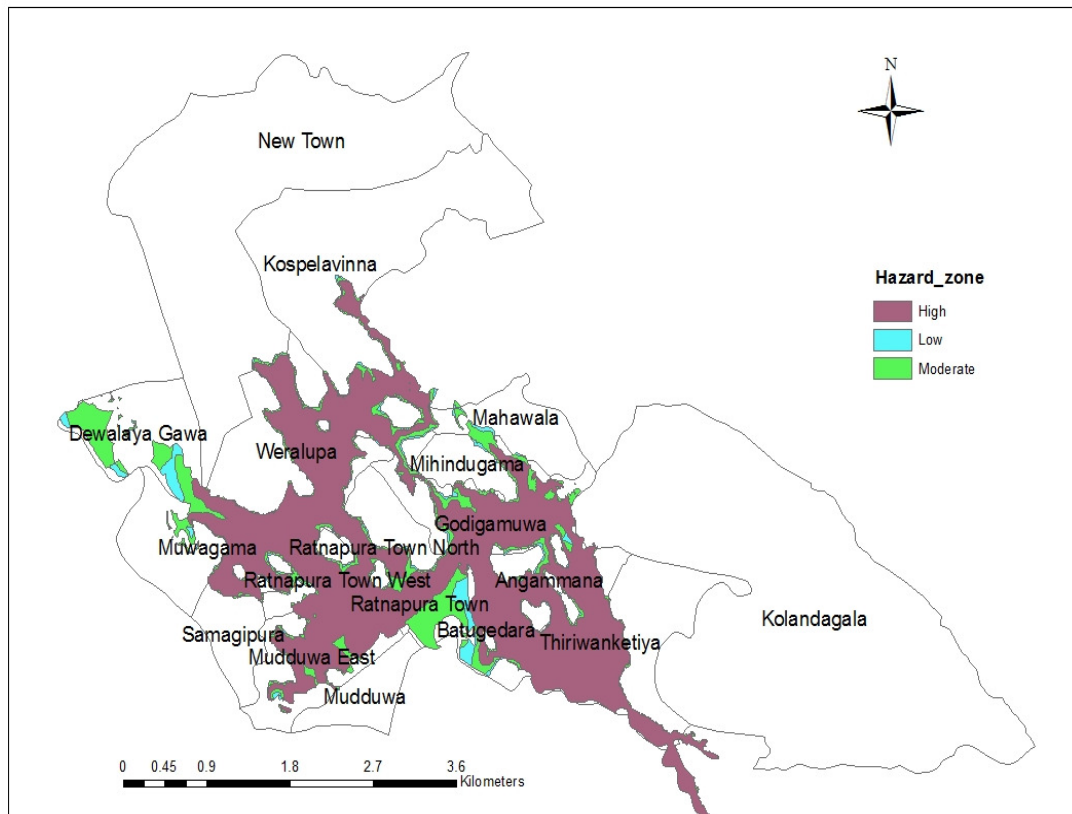 N
New Town
Kospelavinna
Hazard_zone
High
Low
Moderate
Mahawala
Dewalaya Gawa
Weralupa
Mihindugama
Godigamuwa
Muwagama
Ratnapura Town North
Ratnapura Town West
Angammana
Ratnapura Town
Kolandagala
Samagipura
Batugedara
Thiriwanketiya
Mudduwa East
Mudduwa
0 0.45 0.9 1.8 2.7 3.6
Kilometers